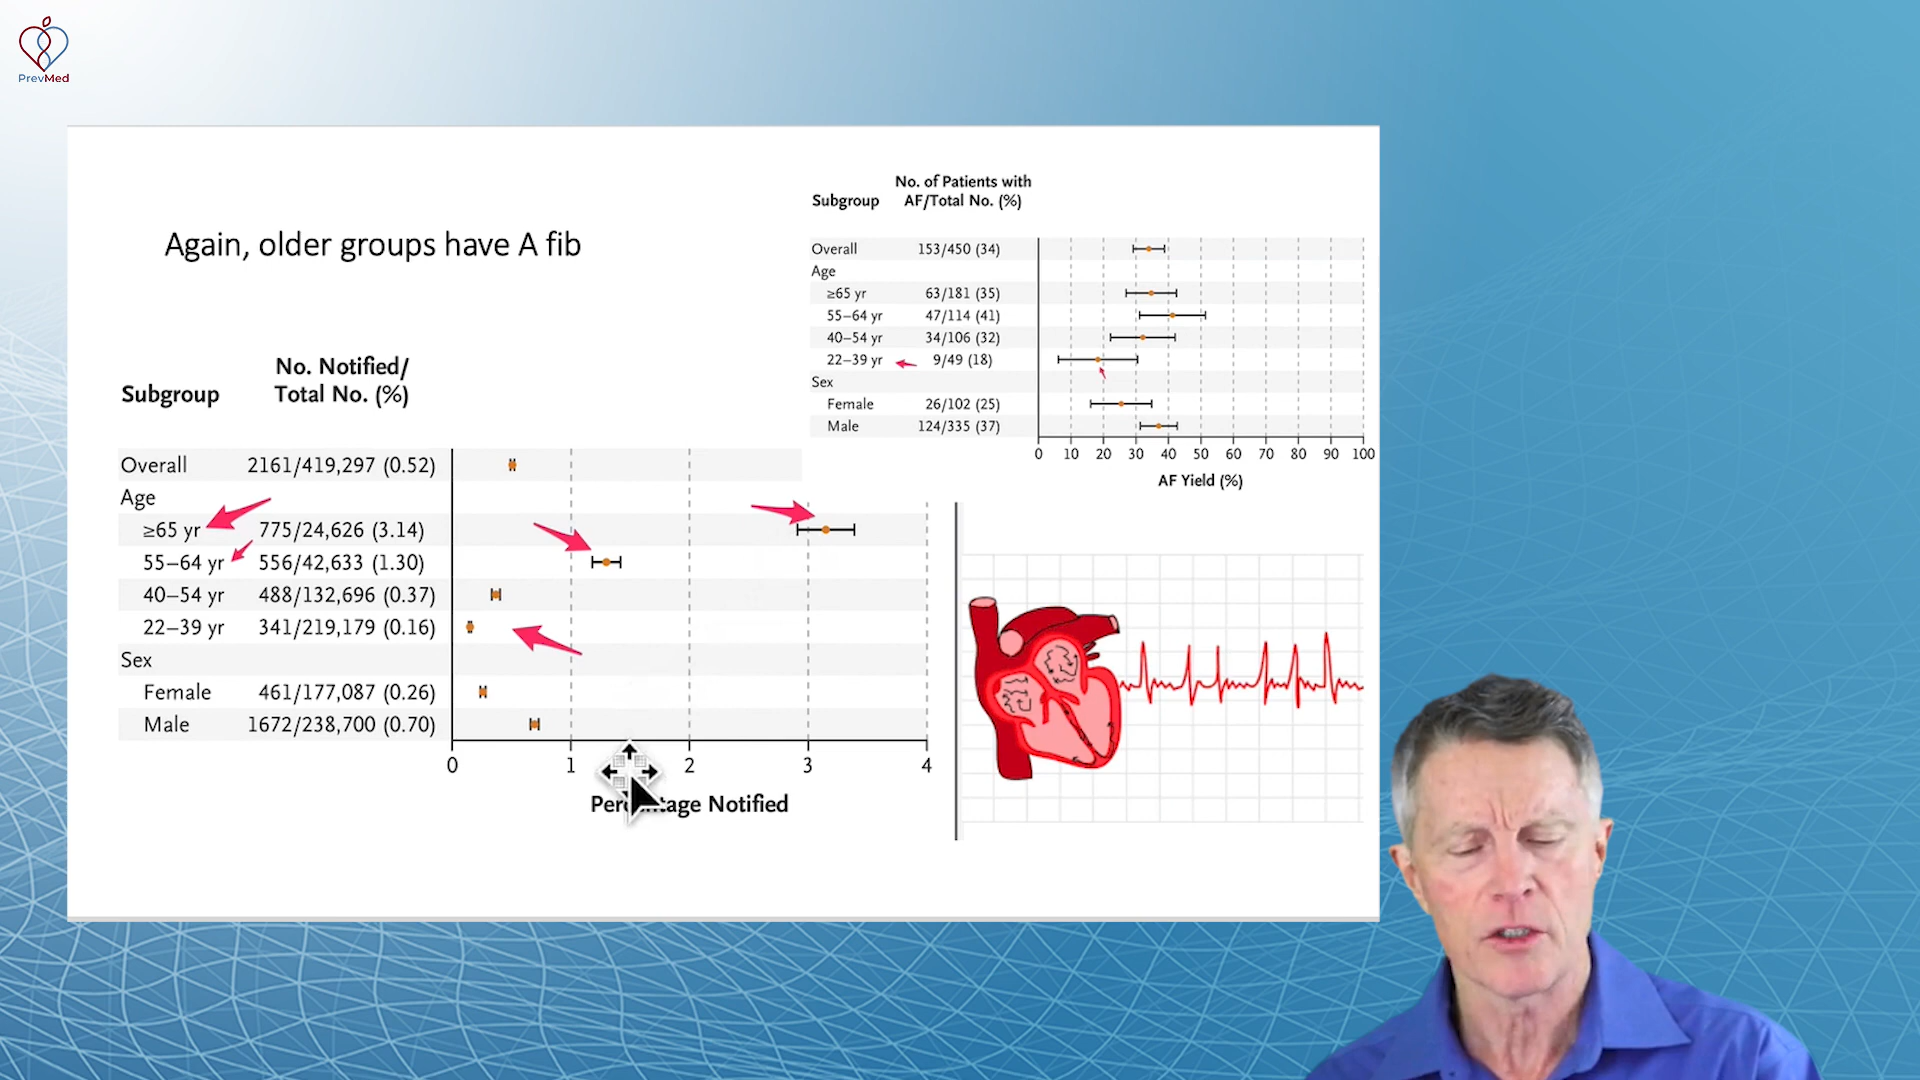 PrevMed
Again, older groups have A fib
Subgroup No. Notified/
Total No. (%)
Overall 2161/419,297 (0.52)
Age
≥65 yr 775/24,626 (3.14)
55–64 yr 556/42,633 (1.30)
40–54 yr 488/132,696 (0.37)
22–39 yr 341/219,179 (0.16)
Sex
Female 461/177,087 (0.26)
Male 1672/238,700 (0.70)
0 1 2 3 4
Notified
No. of Patients with
Subgroup AF/Total No. (%)
Overall 153/450 (34)
Age
≥65 yr 63/181 (35)
55–64 yr 47/114 (41)
40–54 yr 34/106 (32)
22–39 yr 9/49 (18)
Sex
Female 26/102 (25)
Male 124/335 (37)
0 10 20 30 40 50 60 70 80 90 100
AF Yield (%)